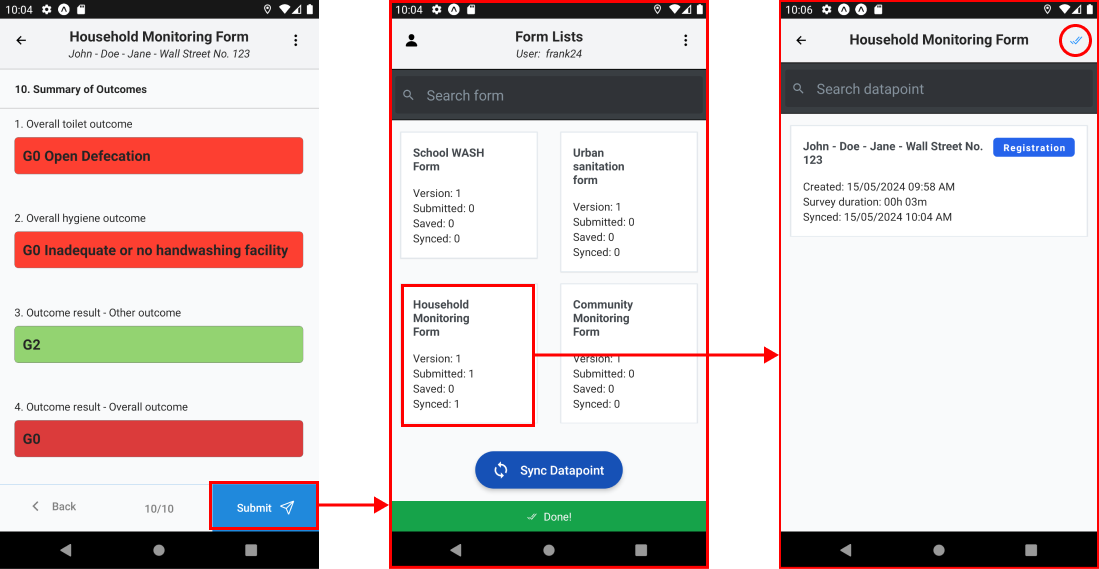 10:04
Household Monitoring Form
John - Doe - Jane - Wall Street No. 123
10. Summary of Outcomes
1. Overall toilet outcome
G0 Open Defecation
2. Overall hygiene outcome
G0 Inadequate or no handwashing facility
3. Outcome result - Other outcome
G2
4. Outcome result - Overall outcome
G0
Back
10/10
Submit
10:04
Form Lists
User: frank24
Search form
School WASH
Form
Version: 1
Submitted: 0
Saved: 0
Synced: 0
Urban
sanitation
form
Version: 1
Submitted: 0
Saved: 0
Synced: 0
Household
Monitoring
Form
Version: 1
Submitted: 1
Saved: 0
Synced: 1
Community
Monitoring
Form
Version: 1
Submitted: 0
Saved: 0
Synced: 0
Sync Datapoint
Done!
10:06
Household Monitoring Form
Search datapoint
John - Doe - Jane - Wall Street No.
123
Registration
Created: 15/05/2024 09:58 AM
Survey duration: 00h 03m
Synced: 15/05/2024 10:04 AM